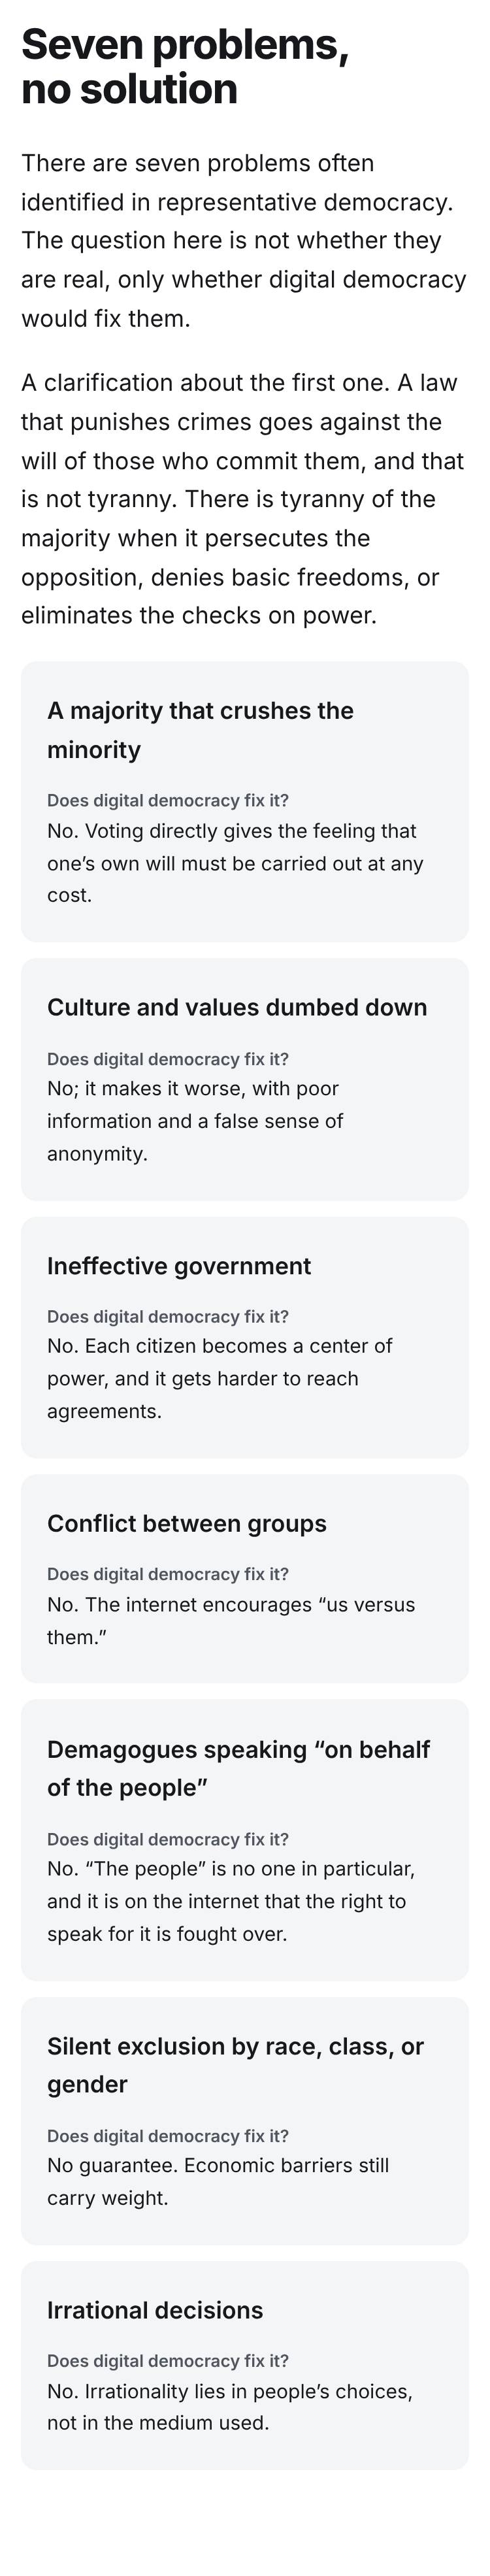 Seven problems,
no solution
There are seven problems often
identified in representative democracy.
The question here is not whether they
are real, only whether digital democracy
would fix them.
A clarification about the first one. A law
that punishes crimes goes against the
will of those who commit them, and that
is not tyranny. There is tyranny of the
majority when it persecutes the
opposition, denies basic freedoms, or
eliminates the checks on power.
A majority that crushes the
minority
Does digital democracy fix it?
No. Voting directly gives the feeling that
one’s own will must be carried out at any
cost.
Culture and values dumbed down
Does digital democracy fix it?
No; it makes it worse, with poor
information and a false sense of
anonymity.
Ineffective government
Does digital democracy fix it?
No. Each citizen becomes a center of
power, and it gets harder to reach
agreements.
Conflict between groups
Does digital democracy fix it?
No. The internet encourages “us versus
them.”
Demagogues speaking “on behalf
of the people”
Does digital democracy fix it?
No. “The people” is no one in particular,
and it is on the internet that the right to
speak for it is fought over.
Silent exclusion by race, class, or
gender
Does digital democracy fix it?
No guarantee. Economic barriers still
carry weight.
Irrational decisions
Does digital democracy fix it?
No. Irrationality lies in people’s choices,
not in the medium used.